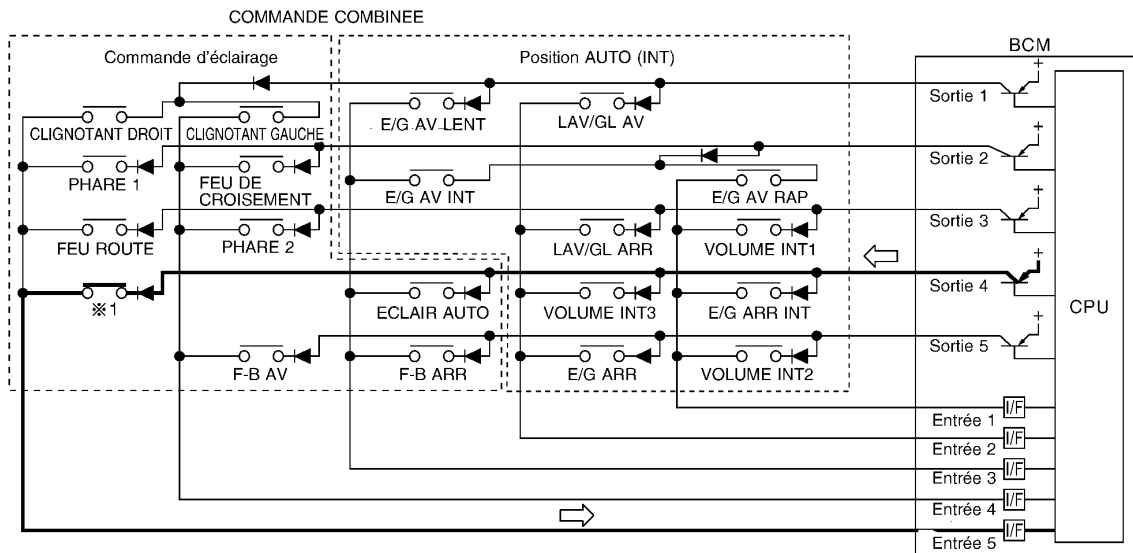 COMMANDE COMBINEE
BCM
Commande d'éclairage
Position AUTO (INT)
CPU
Sortie 1
CLIGNOTANT DROIT
CLIGNOTANT GAUCHE
E/G AV LENT
LAV/GL AV
Sortie 2
PHARE 1
FEU DE
CROISEMENT
E/G AV INT
E/G AV RAP
Sortie 3
FEU ROUTE
PHARE 2
LAV/GL ARR
VOLUME INT1
Sortie 4
※1
ECLAIR AUTO
VOLUME INT3
E/G ARR INT
Sortie 5
F-B AV
F-B ARR
E/G ARR
VOLUME INT2
Entrée 1
I/F
Entrée 2
I/F
Entrée 3
I/F
Entrée 4
I/F
Entrée 5
I/F